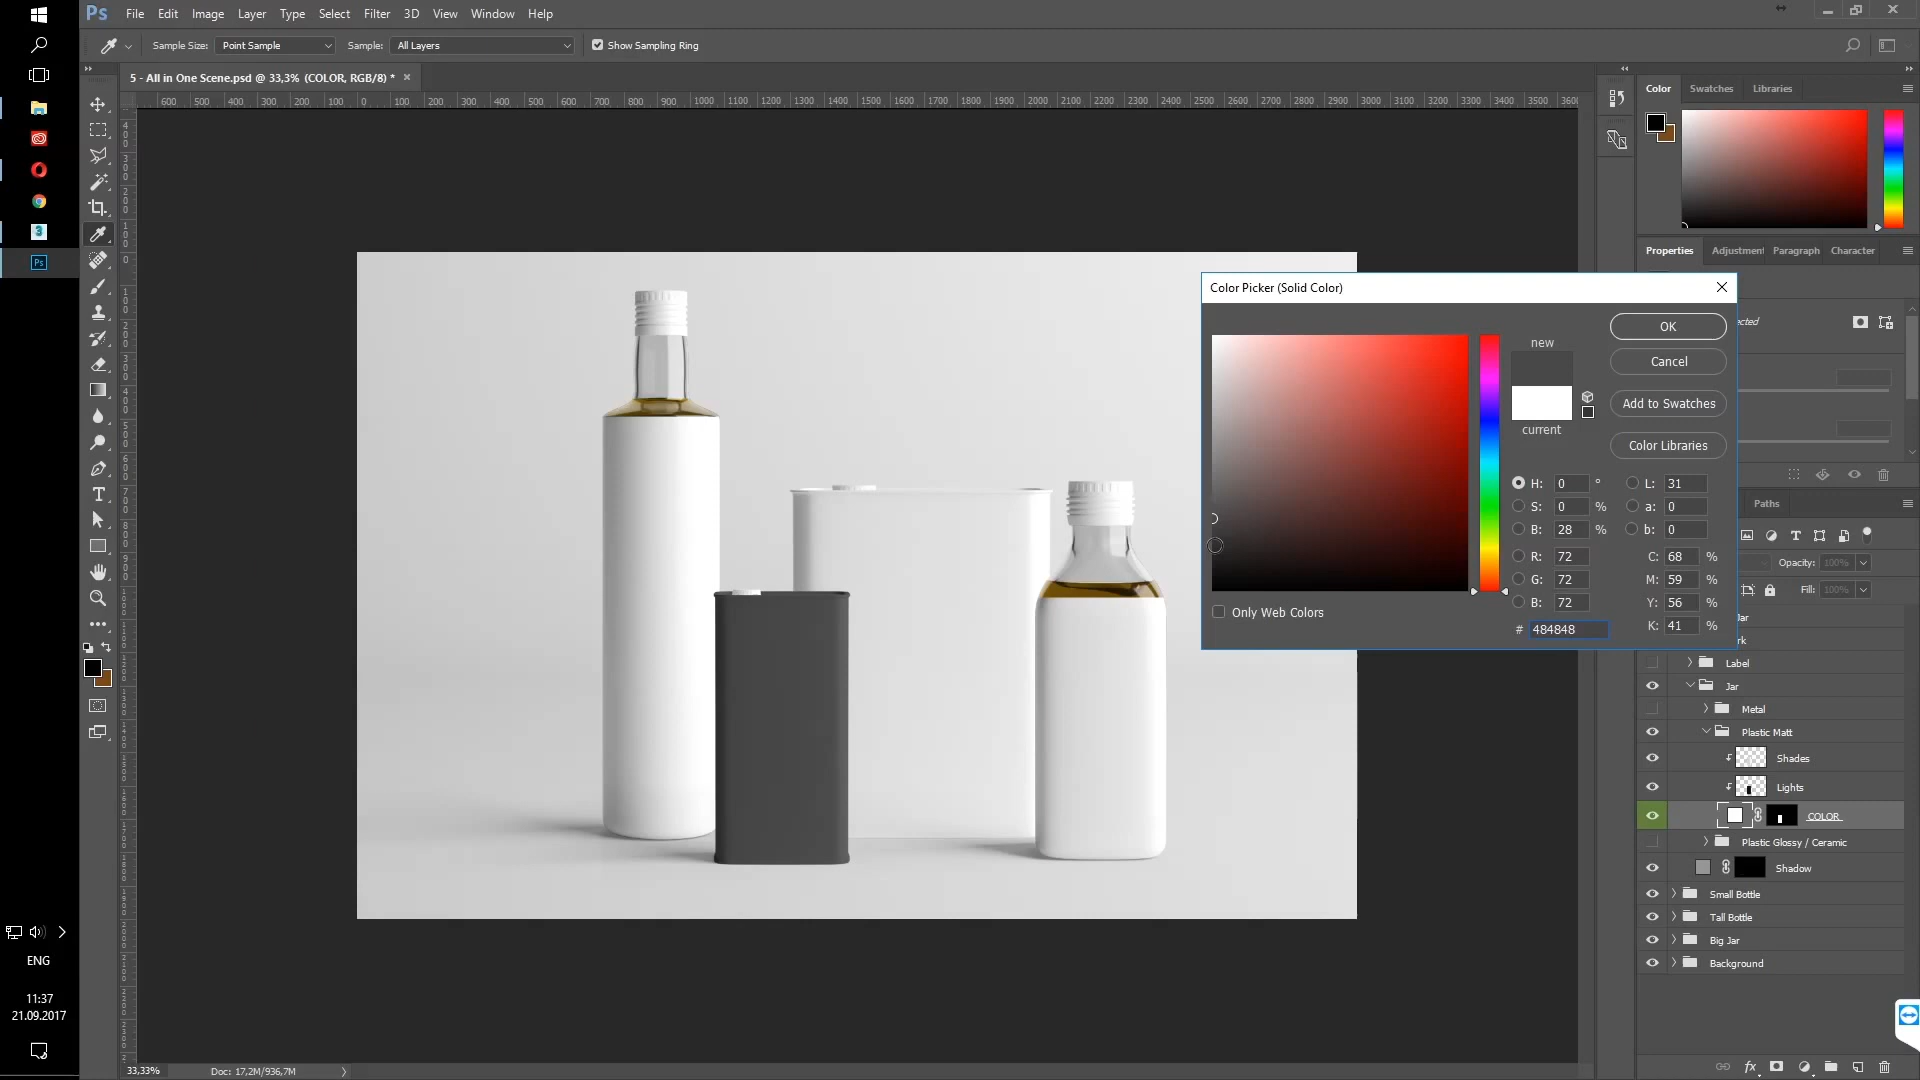 Ps File Edit Image Layer Type Select Filter 3D View Window Help
Sample Size: Point Sample Sample: All Layers Show Sampling Ring
5 - All in One Scene.psd @ 33,3% (COLOR, RGB/8) * ×
600 500 400 300 200 100 0 100 200 300 400 500 600 700 800 900 1000 1100 1200 1300 1400 1500 1600 1700 1800 1900 2000 2100 2200 2300 2400 2500 2600 2700 2800 2900 3000 3100 3200 3300 3400 3500 3600
Color Swatches Libraries
Properties Adjustment Paragraph Character
Color Picker (Solid Color)
new
current
OK
Cancel
Add to Swatches
Color Libraries
H: 0 °
S: 0 %
B: 28 %
R: 72
G: 72
B: 72
# 484848
L: 31
a: 0
b: 0
C: 68 %
M: 59 %
Y: 56 %
K: 41 %
Only Web Colors
Paths
Opacity: 100%
Fill: 100%
Label
Jar
Metal
Plastic Matt
Shades
Lights
COLOR
Plastic Glossy / Ceramic
Shadow
Small Bottle
Tall Bottle
Big Jar
Background
fx
Ps
ENG
11:37
21.09.2017
33,33% Doc: 17,2M/936,7M